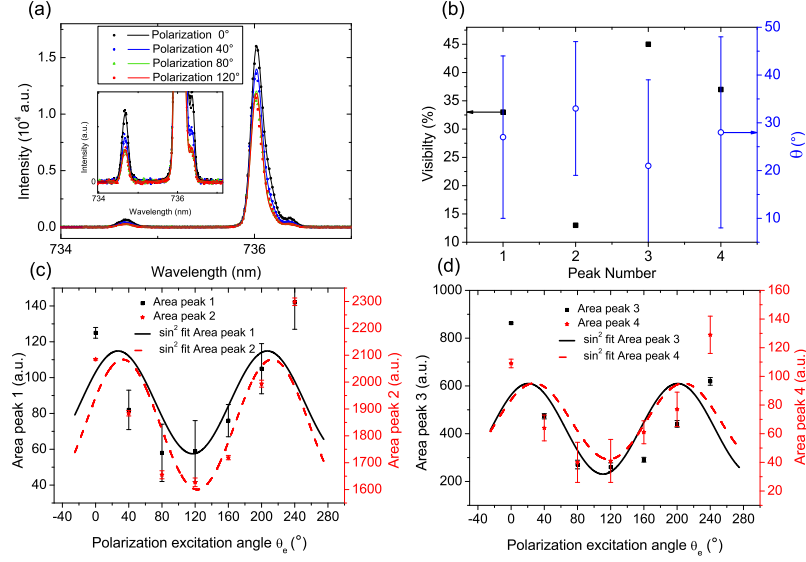 (a)
Polarization 0°
Polarization 40°
Polarization 80°
Polarization 120°
Intensity (10⁴ a.u.)
1.5
1.0
0.5
0.0
Intensity (a.u.)
0
734
736
Wavelength (nm)
734
736
Wavelength (nm)
(b)
Visibility (%)
45
40
35
30
25
20
15
10
1
2
3
4
Peak Number
50
40
30
20
10
θ (°)
(c)
Area peak 1 (a.u.)
140
120
100
80
60
40
Area peak 1
Area peak 2
sin² fit Area peak 1
sin² fit Area peak 2
2300
2200
2100
2000
1900
1800
1700
1600
Area peak 2 (a.u.)
-40 0 40 80 120 160 200 240 280
Polarization excitation angle θₑ (°)
(d)
Area peak 3 (a.u.)
1000
800
600
400
200
Area peak 3
Area peak 4
sin² fit Area peak 3
sin² fit Area peak 4
160
140
120
100
80
60
40
20
Area peak 4 (a.u.)
-40 0 40 80 120 160 200 240 280
Polarization excitation angle θₑ (°)